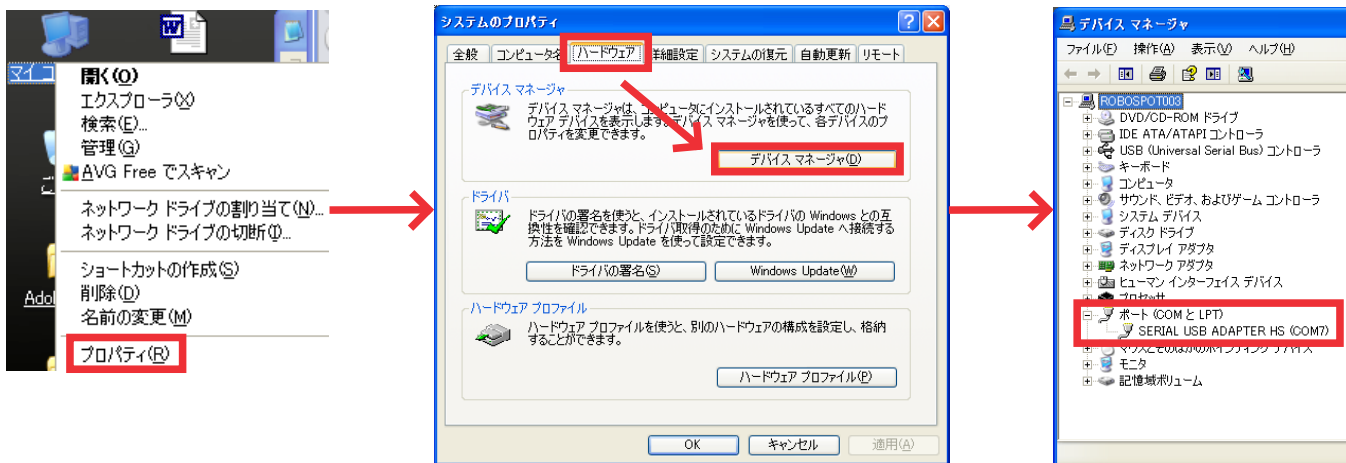 マイ コ
Adol
開く(O)
エクスプローラ(X)
検索(E)...
管理(G)
AVG Free でスキャン
ネットワーク ドライブの割り当て(N)...
ネットワーク ドライブの切断(I)...
ショートカットの作成(S)
削除(D)
名前の変更(M)
プロパティ(R)
システムのプロパティ
全般 コンピュータ名 ハードウェア 詳細設定 システムの復元 自動更新 リモート
デバイス マネージャ
デバイス マネージャは、コンピュータにインストールされているすべてのハード
ウェア デバイスを表示します。デバイス マネージャを使って、各デバイスのプ
ロパティを変更できます。
デバイス マネージャ(D)
ドライバ
ドライバの署名を使うと、インストールされているドライバの Windows との互
換性を確認できます。ドライバ取得のために Windows Update へ接続する
方法を Windows Update を使って設定できます。
ドライバの署名(S) Windows Update(W)
ハードウェア プロファイル
ハードウェア プロファイルを使うと、別のハードウェアの構成を設定し、格納
することができます。
ハードウェア プロファイル(P)
OK キャンセル 適用(A)
デバイス マネージャ
ファイル(F) 操作(A) 表示(V) ヘルプ(H)
ROBOSPOT003
DVD/CD-ROM ドライブ
IDE ATA/ATAPI コントローラ
USB (Universal Serial Bus) コントローラ
キーボード
コンピュータ
サウンド、ビデオ、およびゲーム コントローラ
システム デバイス
ディスク ドライブ
ディスプレイ アダプタ
ネットワーク アダプタ
ヒューマン インターフェイス デバイス
プロセッサ
ポート (COM と LPT)
SERIAL USB ADAPTER HS (COM7)
マウスとそのほかのポインティング デバイス
モニタ
記憶域ボリューム